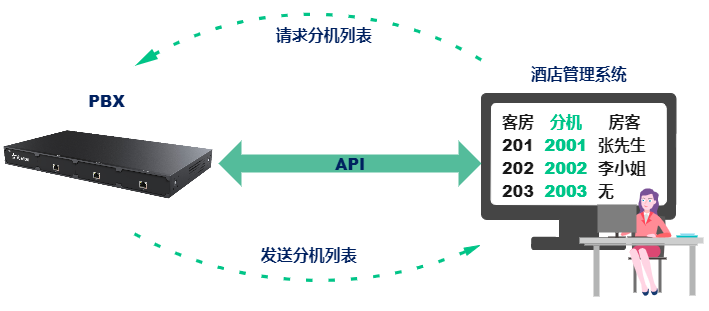 请求分机列表
酒店管理系统
PBX
客房 分机 房客
201 2001 张先生
API
202 2002 李小姐
203 2003 无
发送分机列表